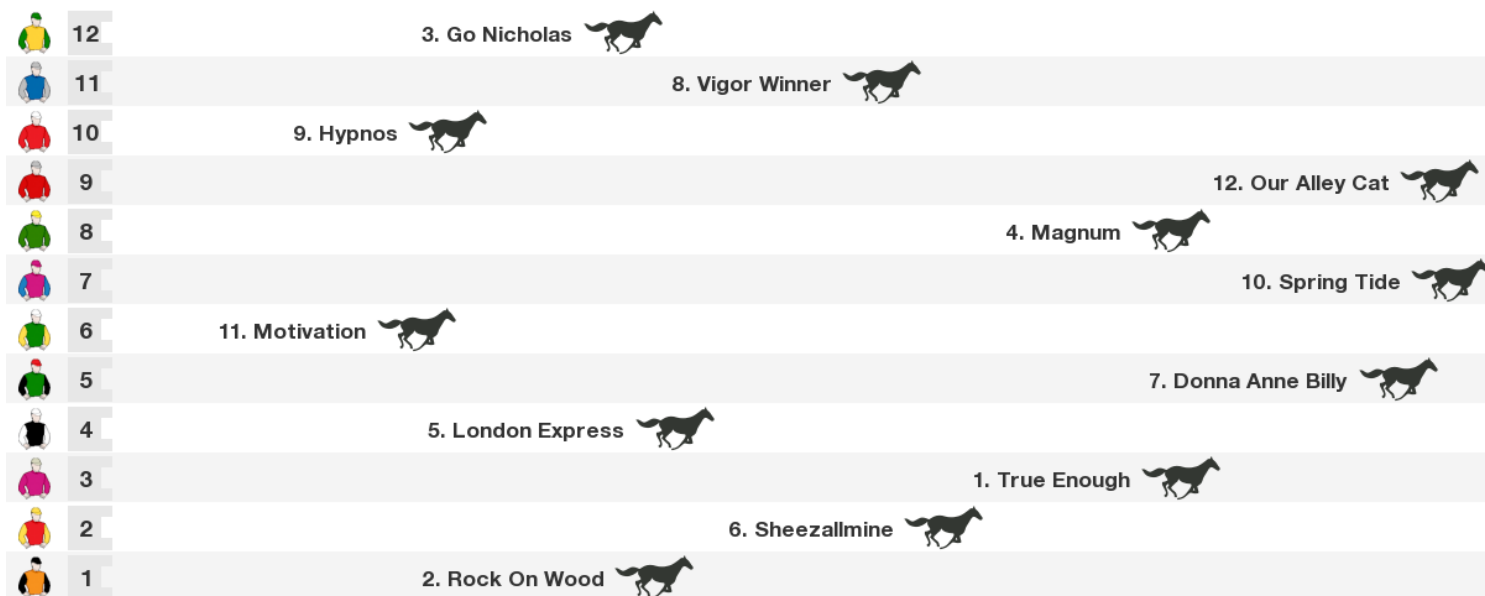 12 3. Go Nicholas
11 8. Vigor Winner
10 9. Hypnos
9 12. Our Alley Cat
8 4. Magnum
7 10. Spring Tide
6 11. Motivation
5 7. Donna Anne Billy
4 5. London Express
3 1. True Enough
2 6. Sheezallmine
1 2. Rock On Wood